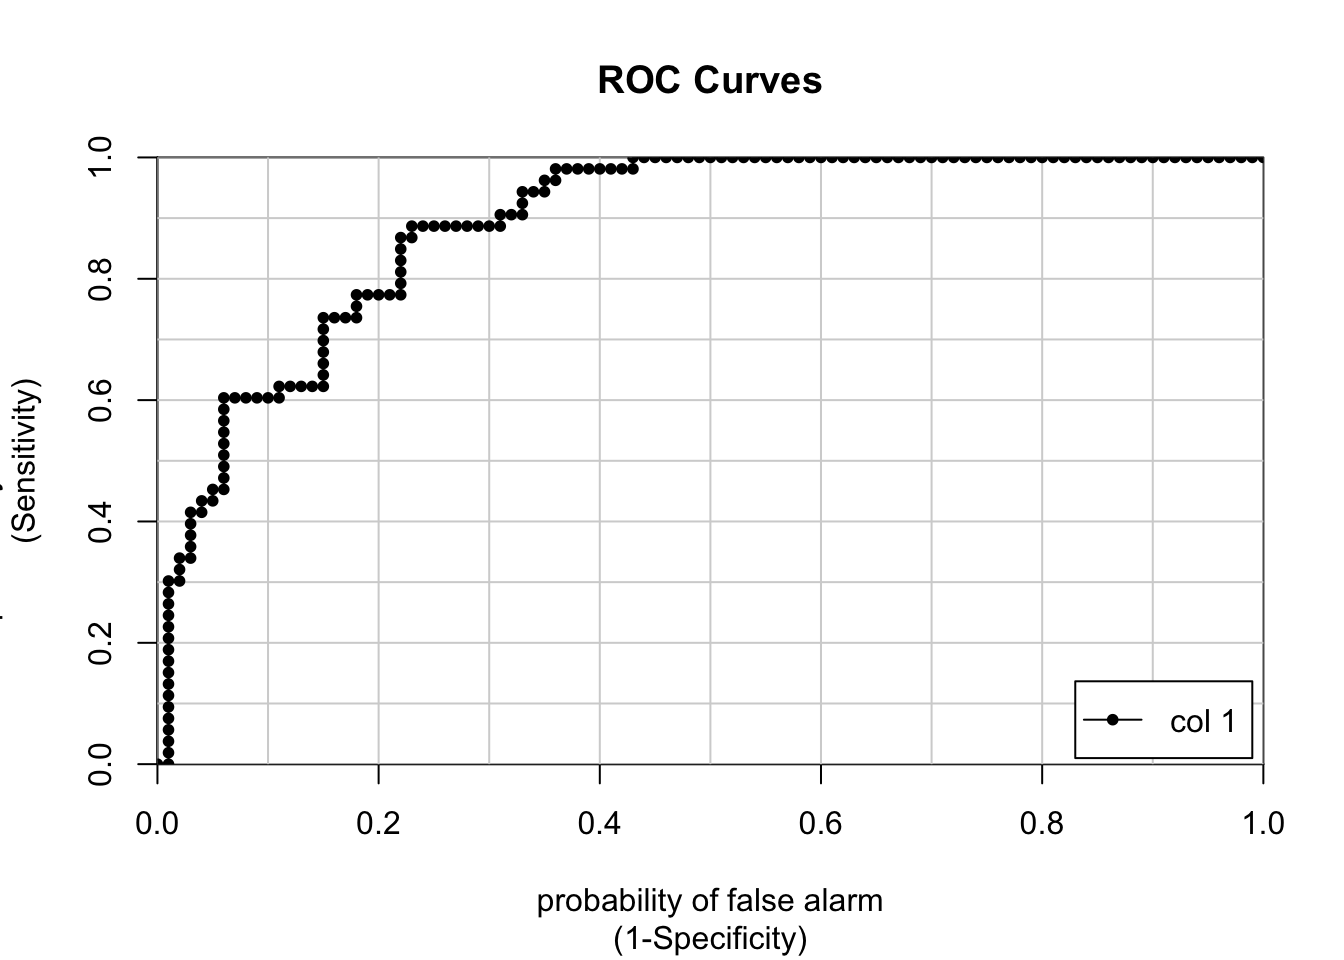 ROC Curves
(Sensitivity)
1.0
0.8
0.6
0.4
0.2
0.0
col 1
0.0 0.2 0.4 0.6 0.8 1.0
probability of false alarm
(1-Specificity)